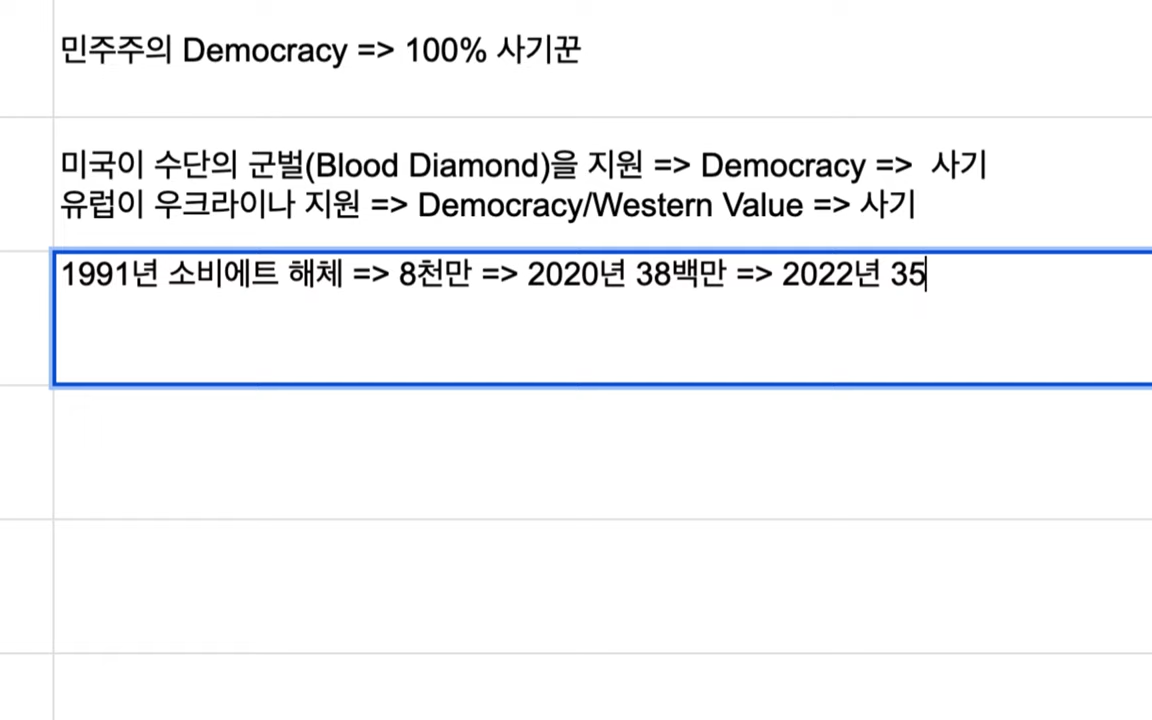 민주주의 Democracy => 100% 사기꾼
미국이 수단의 군벌(Blood Diamond)을 지원 => Democracy => 사기
유럽이 우크라이나 지원 => Democracy/Western Value => 사기
1991년 소비에트 해체 => 8천만 => 2020년 38백만 => 2022년 35